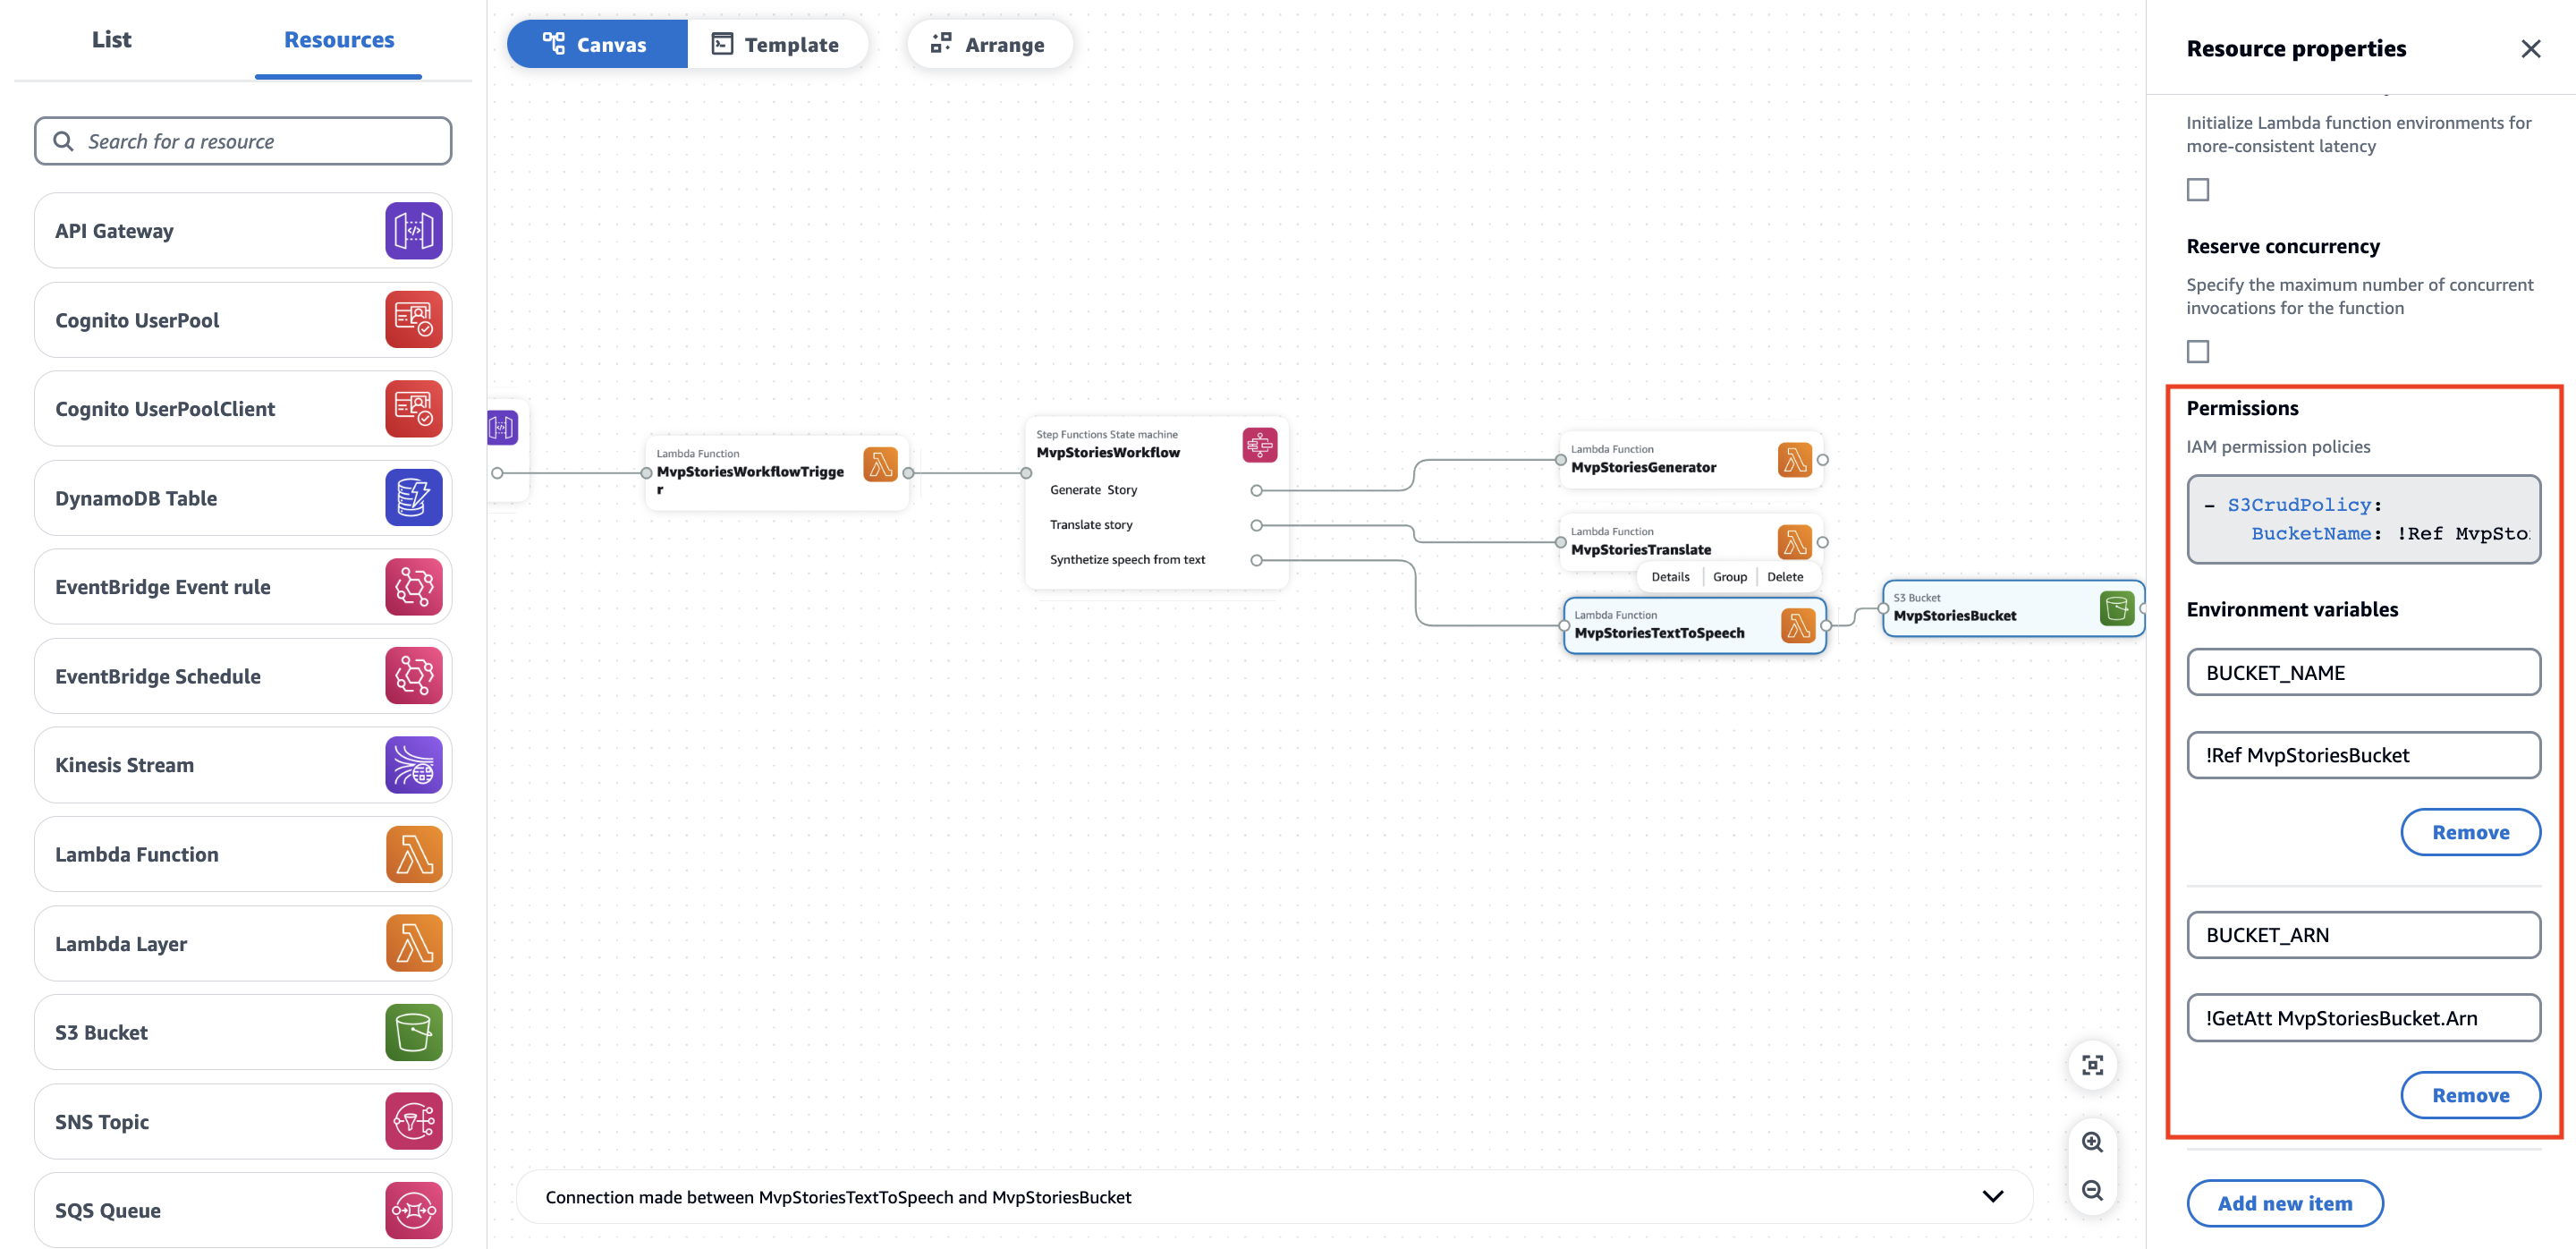 List
Resources
Search for a resource
API Gateway
Cognito UserPool
Cognito UserPoolClient
DynamoDB Table
EventBridge Event rule
EventBridge Schedule
Kinesis Stream
Lambda Function
Lambda Layer
S3 Bucket
SNS Topic
SQS Queue
Canvas
Template
Arrange
Lambda Function
MvpStoriesWorkflowTrigge
r
Step Functions State machine
MvpStoriesWorkflow
Generate Story
Translate story
Synthetize speech from text
Lambda Function
MvpStoriesGenerator
Lambda Function
MvpStoriesTranslate
Details
Group
Delete
Lambda Function
MvpStoriesTextToSpeech
S3 Bucket
MvpStoriesBucket
Connection made between MvpStoriesTextToSpeech and MvpStoriesBucket
Resource properties
Initialize Lambda function environments for
more-consistent latency
Reserve concurrency
Specify the maximum number of concurrent
invocations for the function
Permissions
IAM permission policies
- S3CrudPolicy:
BucketName: !Ref MvpSto
Environment variables
BUCKET_NAME
!Ref MvpStoriesBucket
Remove
BUCKET_ARN
!GetAtt MvpStoriesBucket.Arn
Remove
Add new item